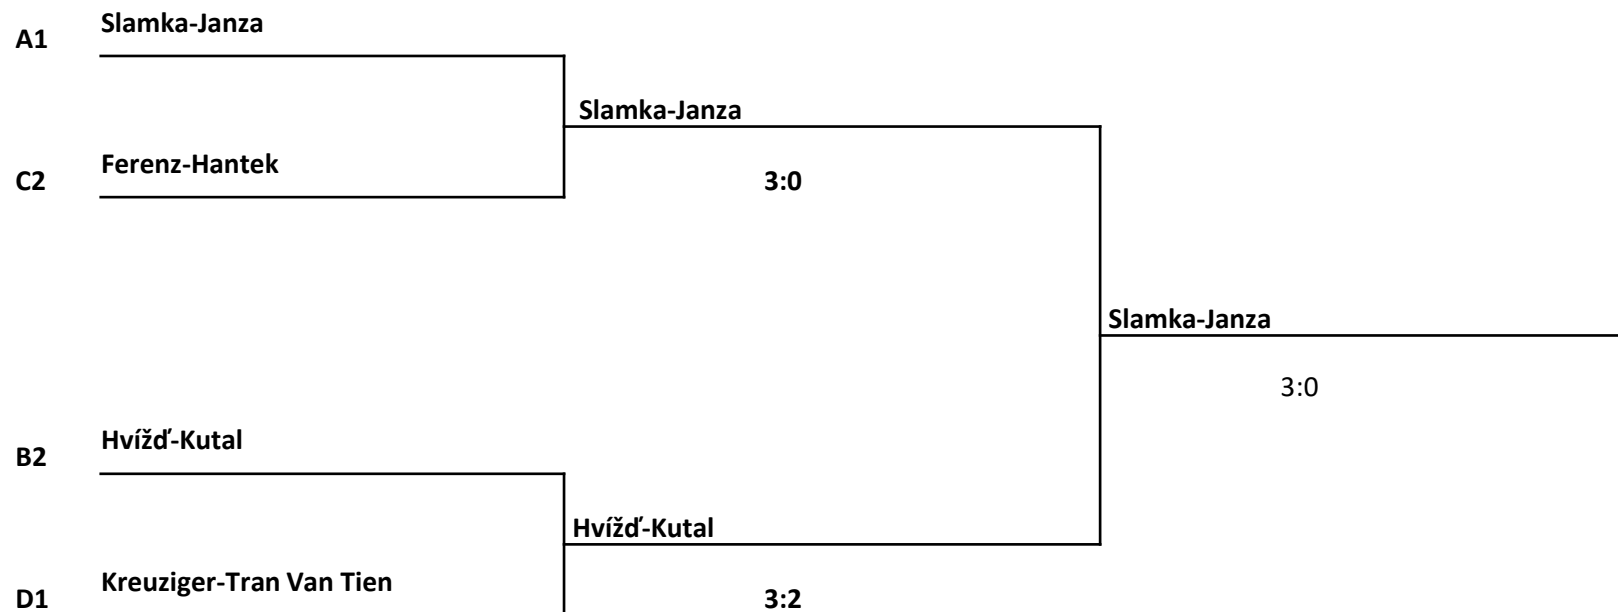 A1 Slamka-Janza
Slamka-Janza
C2 Ferenz-Hantek
3:0
Slamka-Janza
3:0
B2 Hvížď-Kutal
Hvížď-Kutal
D1 Kreuziger-Tran Van Tien
3:2